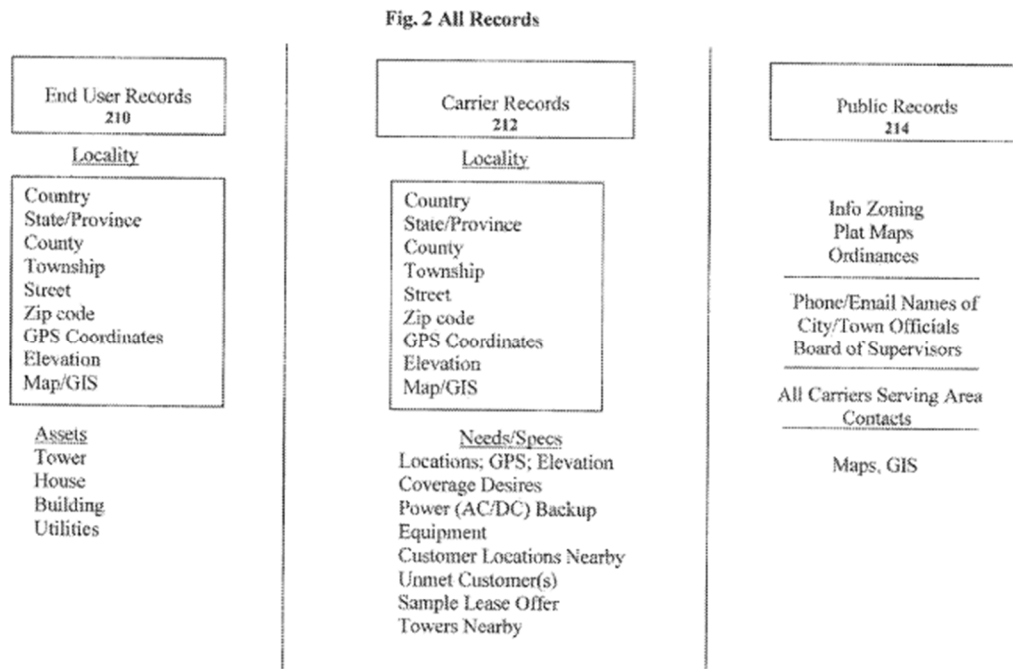 Fig. 2 All Records
End User Records
210
Locality
Country
State/Province
County
Township
Street
Zip code
GPS Coordinates
Elevation
Map/GIS
Assets
Tower
House
Building
Utilities
Carrier Records
212
Locality
Country
State/Province
County
Township
Street
Zip code
GPS Coordinates
Elevation
Map/GIS
Needs/Specs
Locations; GPS; Elevation
Coverage Desires
Power (AC/DC) Backup
Equipment
Customer Locations Nearby
Unmet Customer(s)
Sample Lease Offer
Towers Nearby
Public Records
214
Info Zoning
Plat Maps
Ordinances
Phone/Email Names of
City/Town Officials
Board of Supervisors
All Carriers Serving Area
Contacts
Maps, GIS